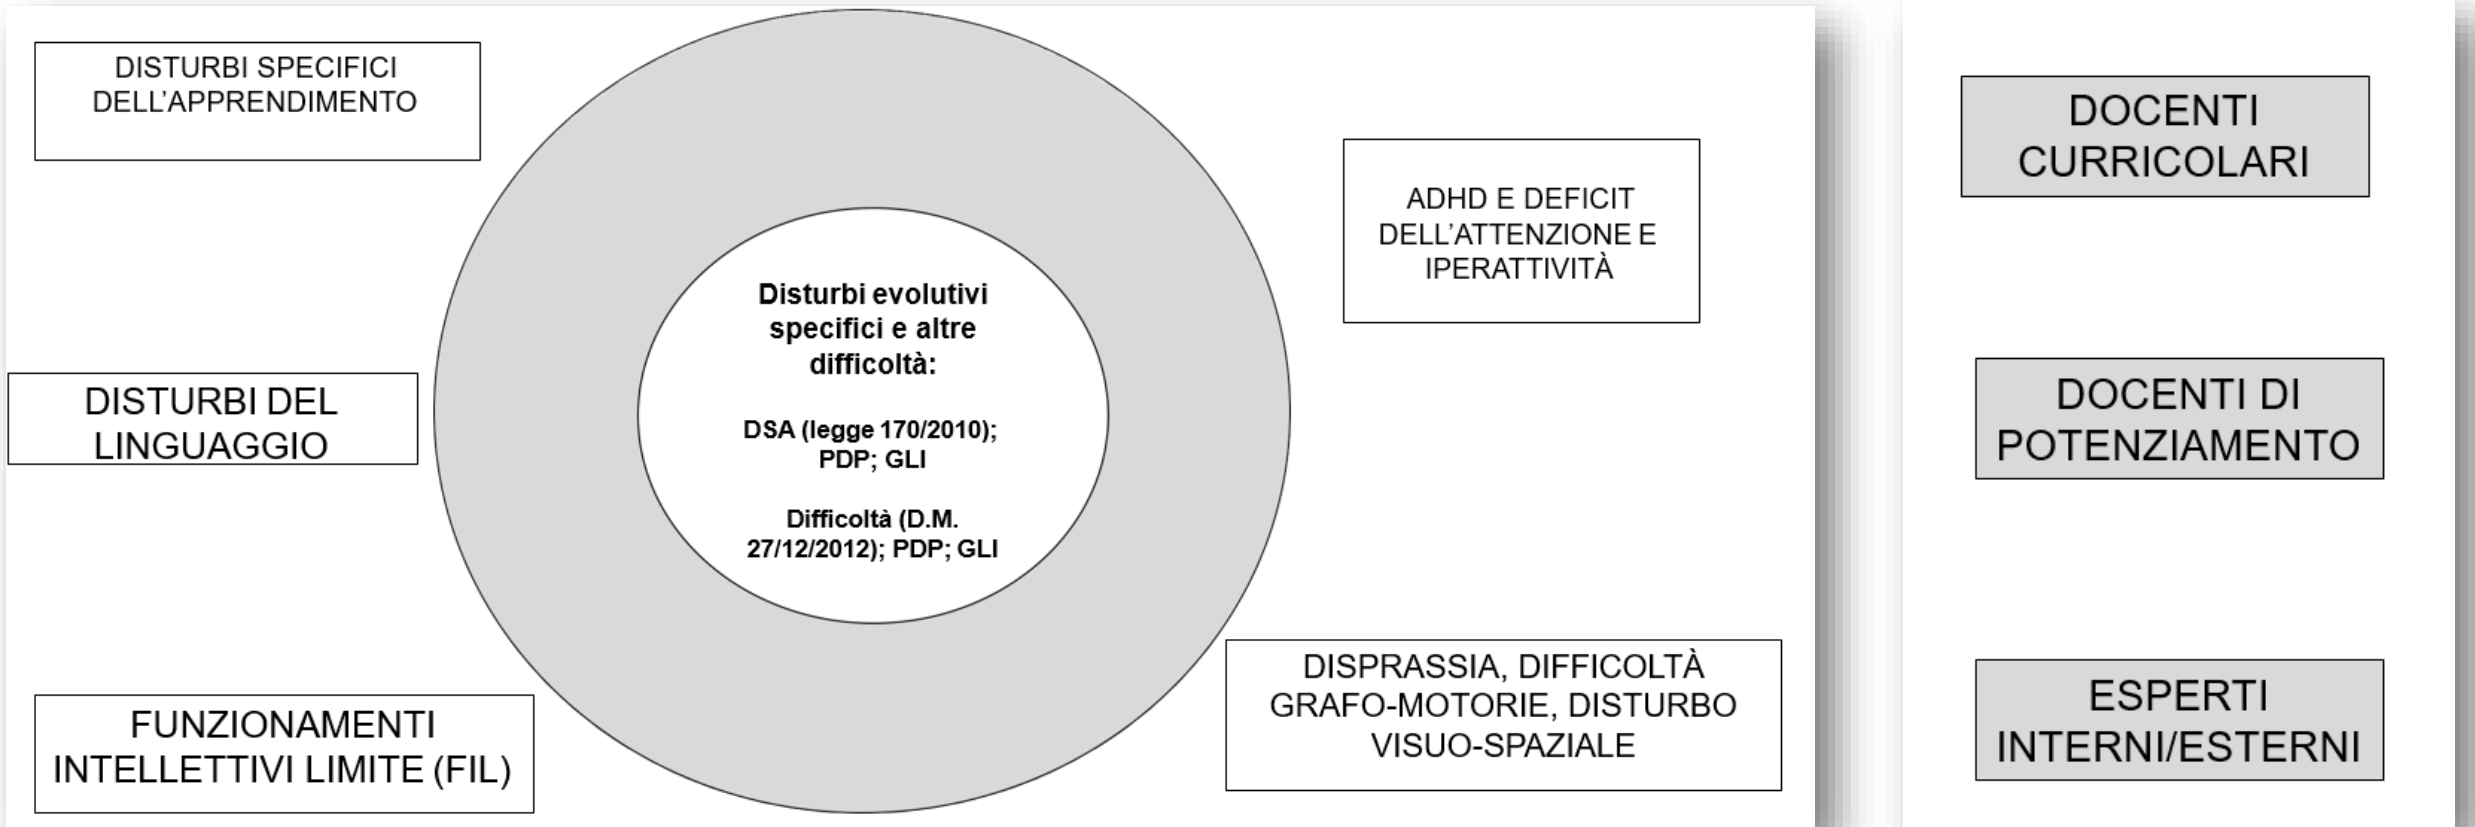 DISTURBI SPECIFICI
DELL'APPRENDIMENTO
DISTURBI DEL
LINGUAGGIO
FUNZIONAMENTI
INTELLETTIVI LIMITE (FIL)
Disturbi evolutivi
specifici e altre
difficoltà:
DSA (legge 170/2010);
PDP; GLI
Difficoltà (D.M.
27/12/2012); PDP; GLI
ADHD E DEFICIT
DELL'ATTENZIONE E
IPERATTIVITÀ
DISPRASSIA, DIFFICOLTÀ
GRAFO-MOTORIE, DISTURBO
VISUO-SPAZIALE
DOCENTI
CURRICOLARI
DOCENTI DI
POTENZIAMENTO
ESPERTI
INTERNI/ESTERNI